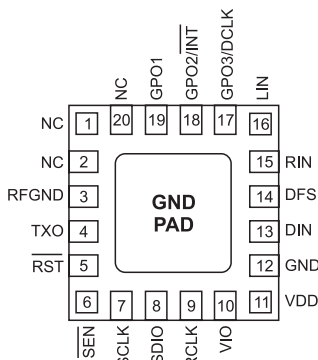 NC
GPO1
GPO2/INT
GPO3/DCLK
LIN
NC 1
20
19
18
17
16
NC 2
15 RIN
RFGND 3
14 DFS
GND
PAD
TXO 4
13 DIN
RST 5
12 GND
6
7
8
9
10
11 VDD
SEN
SCLK
SDIO
RCLK
VIO